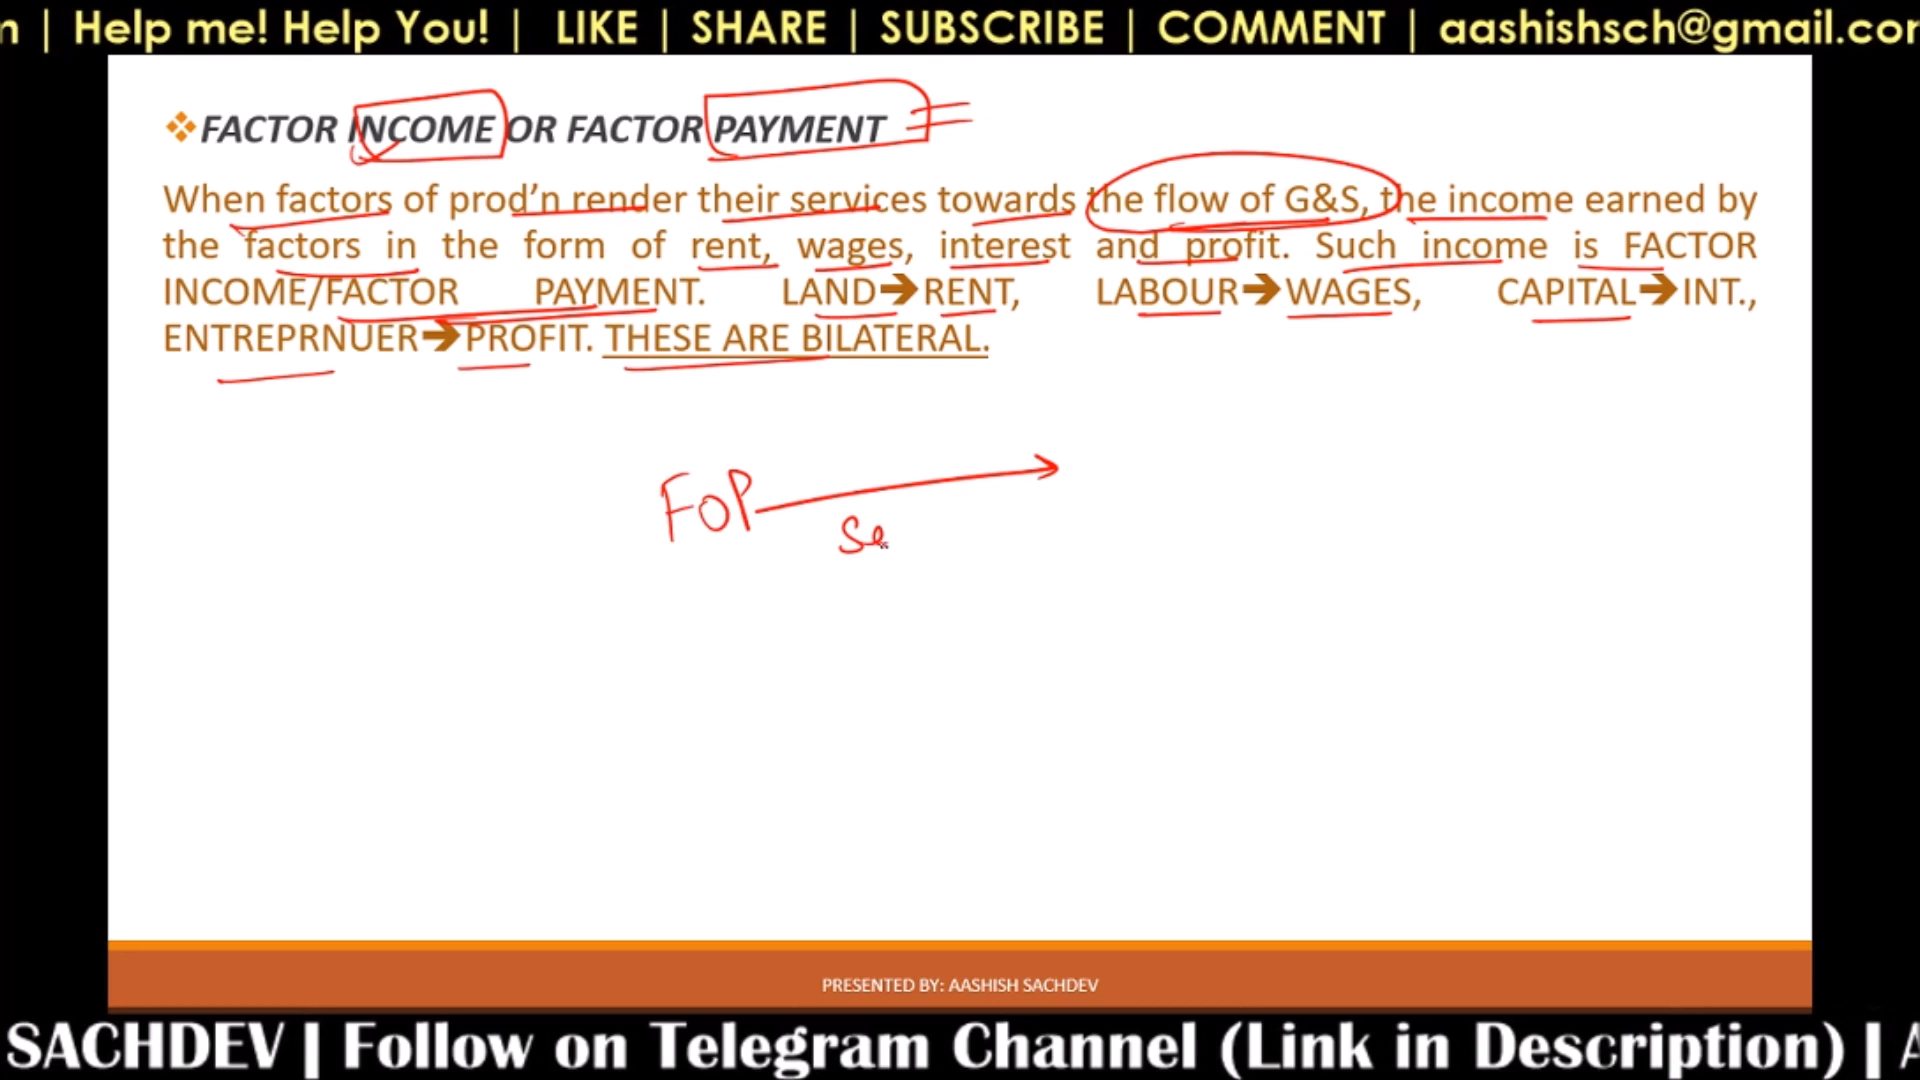 | Help me! Help You! | LIKE | SHARE | SUBSCRIBE | COMMENT | aashishsch@gmail.co
FACTOR INCOME OR FACTOR PAYMENT =
When factors of prod’n render their services towards the flow of G&S, the income earned by
the factors in the form of rent, wages, interest and profit. Such income is FACTOR
INCOME/FACTOR PAYMENT. LAND➔RENT, LABOUR➔WAGES, CAPITAL➔INT.,
ENTREPRNUER➔PROFIT. THESE ARE BILATERAL.
FOP
Se
PRESENTED BY: AASHISH SACHDEV
SACHDEV | Follow on Telegram Channel (Link in Description) | A